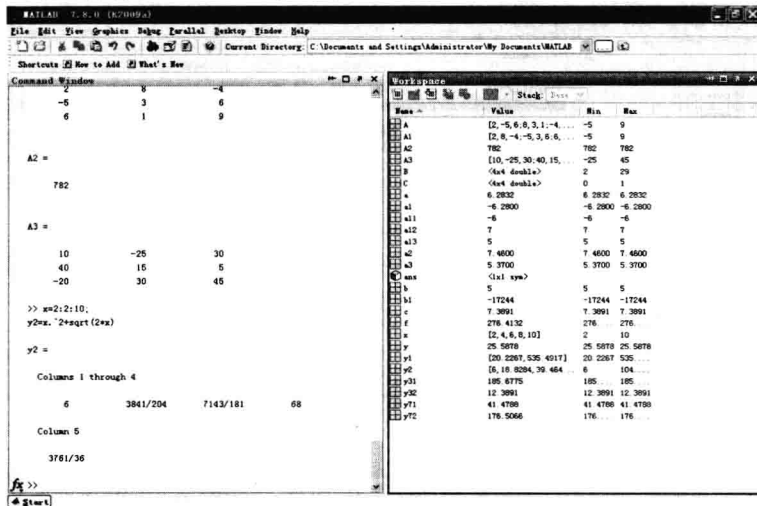 MATLAB 7.8.0 (R2009a)
File Edit View Graphics Debug Parallel Desktop Window Help
Current Directory: C:\Documents and Settings\Administrator\My Documents\MATLAB
Shortcuts How to Add What's New
Command Window
2 8 -4
-5 3 6
6 1 9
A2 =
782
A3 =
10 -25 30
40 15 5
-20 30 45
>> x=2:2:10;
y2=x.^2+sqrt(2*x)
y2 =
Columns 1 through 4
6 3841/204 7143/181 68
Column 5
3761/36
fx >>
Start
Workspace
Stack: Base
Name Value Min Max
A [2,-5,6;8,3,1;-4,... -5 9
A1 [2,8,-4;-5,3,6;6,... -5 9
A2 782 782 782
A3 [10,-25,30;40,15,... -25 45
B <4x4 double> 2 29
C <4x4 double> 0 1
a 6.2832 6.2832 6.2832
a1 -6.2800 -6.2800 -6.2800
a11 -6 -6 -6
a12 7 7 7
a13 5 5 5
a2 7.4600 7.4600 7.4600
a3 5.3700 5.3700 5.3700
ans <1x1 sym>
b 5 5 5
b1 -17244 -17244 -17244
c 7.3891 7.3891 7.3891
f 276.4132 276.... 276....
x [2,4,6,8,10] 2 10
y 25.5878 25.5878 25.5878
y1 [20.2267,535.4917] 20.2267 535....
y2 [6,18.8284,39.464... 6 104....
y31 185.6775 185.... 185....
y32 12.3891 12.3891 12.3891
y71 41.4788 41.4788 41.4788
y72 176.5066 176.... 176....